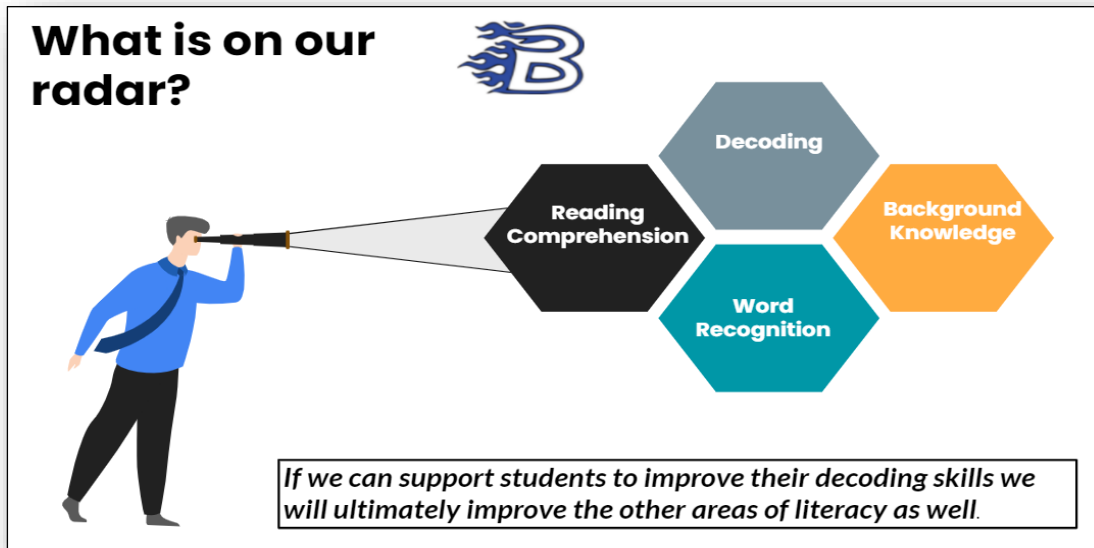 What is on our
radar?
B
Decoding
Reading
Comprehension
Background
Knowledge
Word
Recognition
If we can support students to improve their decoding skills we
will ultimately improve the other areas of literacy as well.